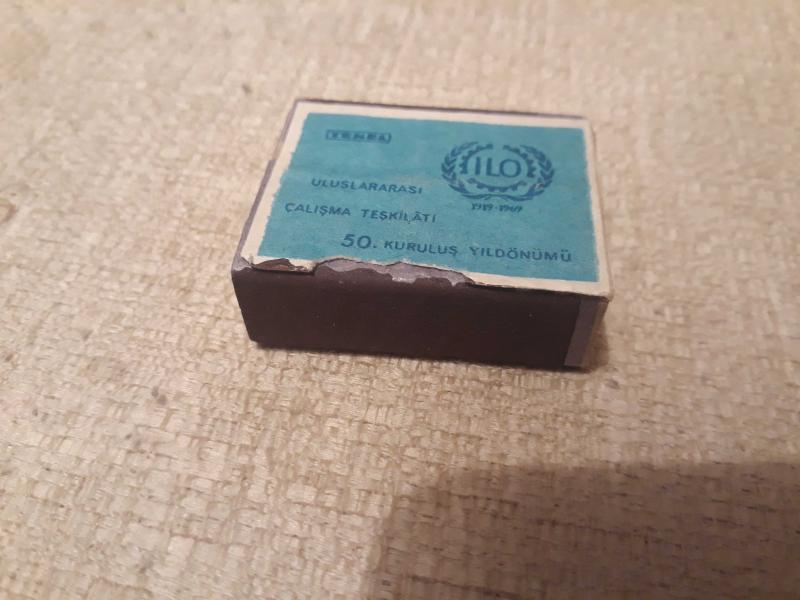 TEKEL
ILO
1919-1969
ULUSLARARASI
ÇALIŞMA TEŞKİLÂTI
50. KURULUŞ YILDÖNÜMÜ